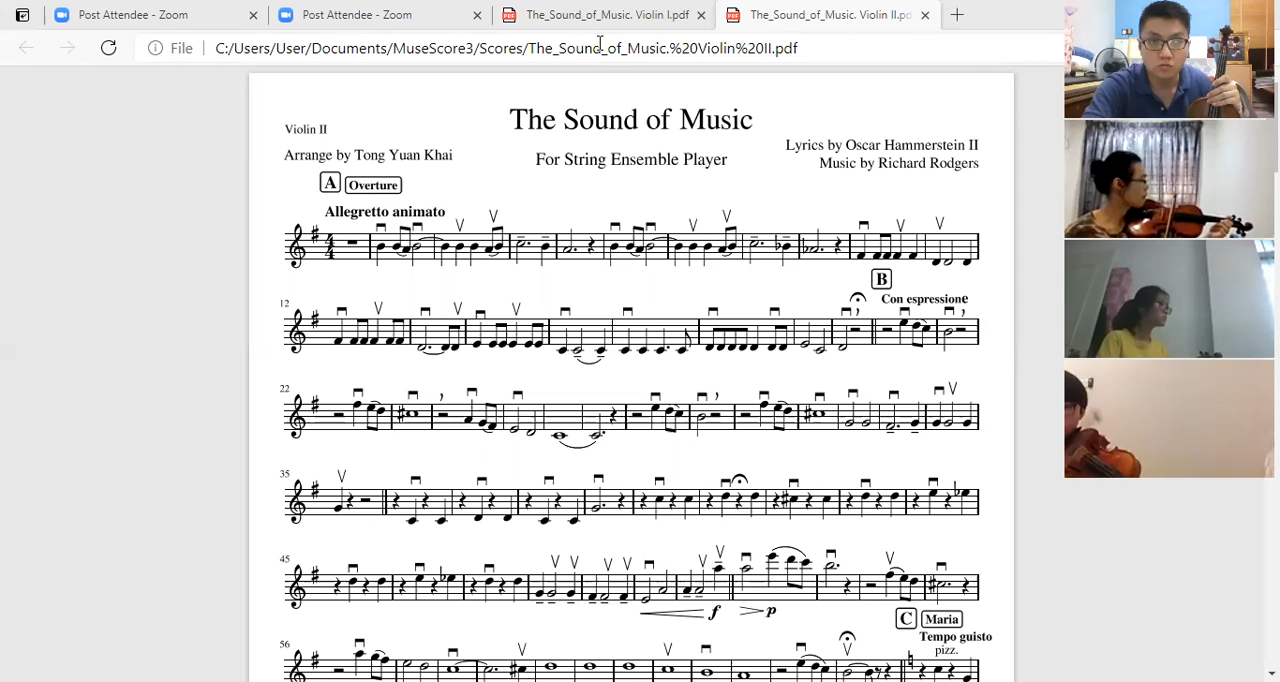 Post Attendee - Zoom
Post Attendee - Zoom
The_Sound_of_Music. Violin I.pdf
The_Sound_of_Music. Violin II.pd
File
C:/Users/User/Documents/MuseScore3/Scores/The_Sound_of_Music.%20Violin%20II.pdf
The Sound of Music
Violin II
Lyrics by Oscar Hammerstein II
Arrange by Tong Yuan Khai
For String Ensemble Player
Music by Richard Rodgers
A Overture
Allegretto animato
4
4
B
12
Con espressione
22
35
45
f
p
C Maria
56
Tempo guisto
pizz.